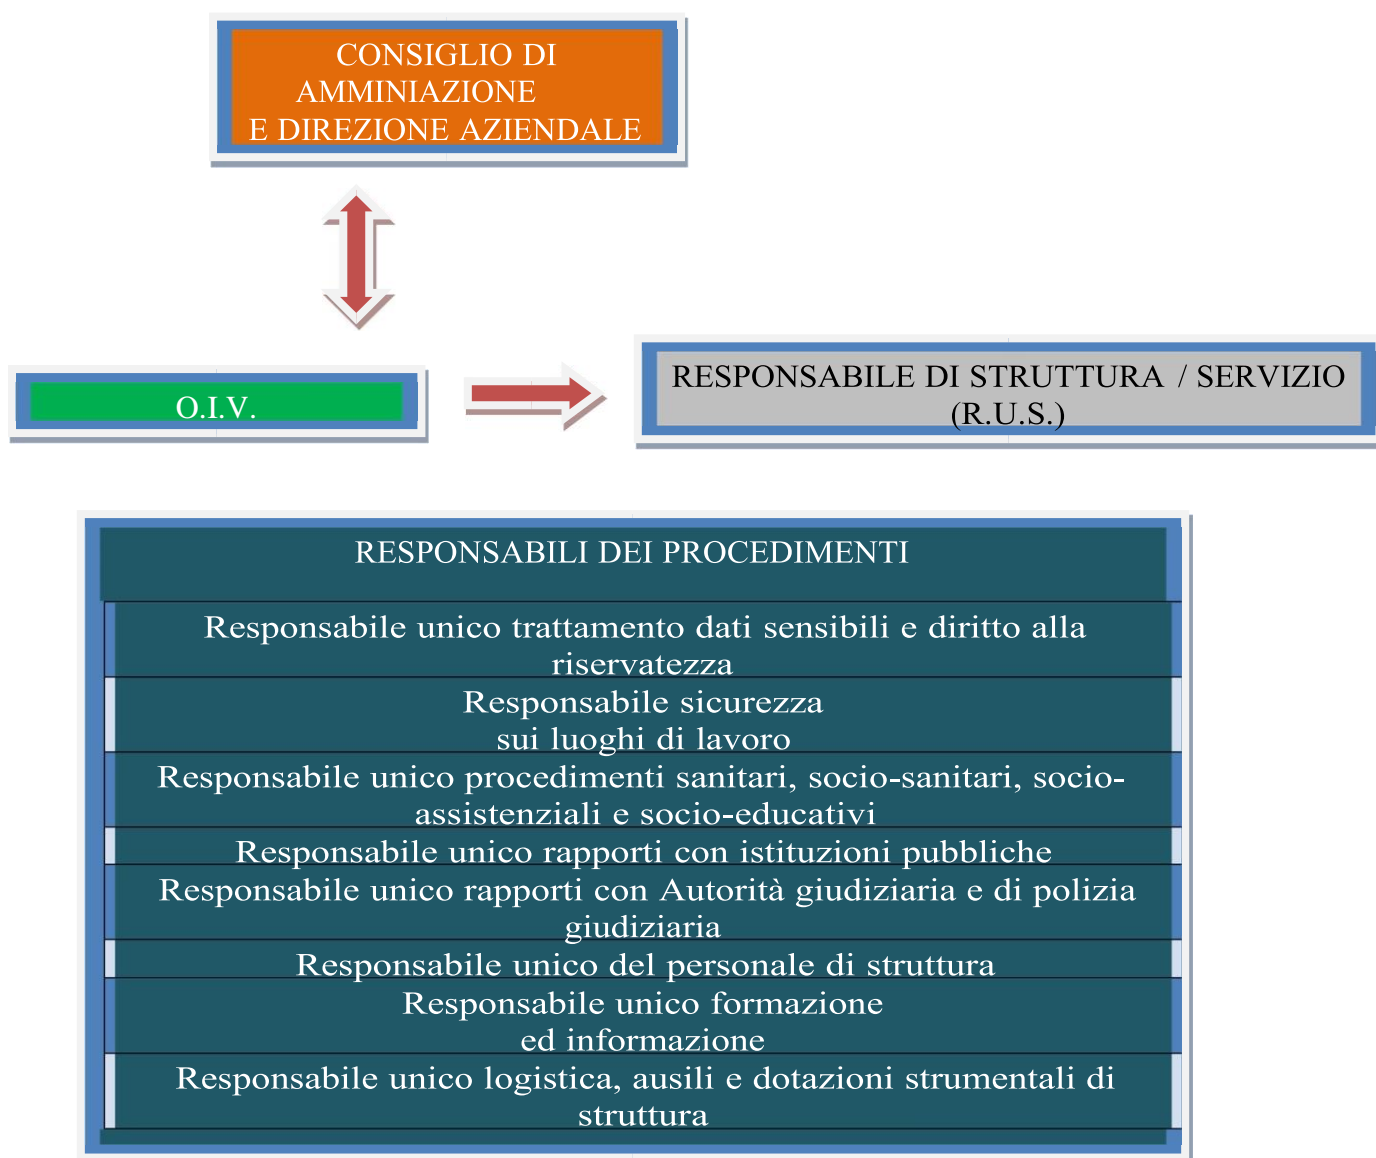 CONSIGLIO DI
AMMINIAZIONE
E DIREZIONE AZIENDALE
O.I.V.
RESPONSABILE DI STRUTTURA / SERVIZIO
(R.U.S.)
RESPONSABILI DEI PROCEDIMENTI
Responsabile unico trattamento dati sensibili e diritto alla
riservatezza
Responsabile sicurezza
sui luoghi di lavoro
Responsabile unico procedimenti sanitari, socio-sanitari, socio-
assistenziali e socio-educativi
Responsabile unico rapporti con istituzioni pubbliche
Responsabile unico rapporti con Autorità giudiziaria e di polizia
giudiziaria
Responsabile unico del personale di struttura
Responsabile unico formazione
ed informazione
Responsabile unico logistica, ausili e dotazioni strumentali di
struttura